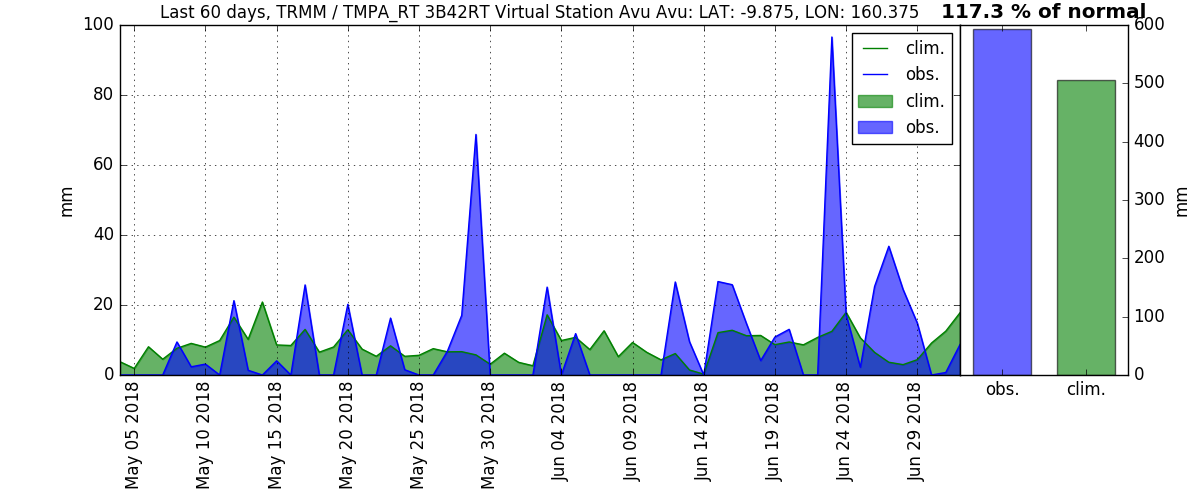 Last 60 days, TRMM / TMPA_RT 3B42RT Virtual Station Avu Avu: LAT: -9.875, LON: 160.375
117.3 % of normal
100
80
60
40
20
0
mm
clim.
obs.
clim.
obs.
600
500
400
300
200
100
0
mm
obs.
clim.
May 05 2018
May 10 2018
May 15 2018
May 20 2018
May 25 2018
May 30 2018
Jun 04 2018
Jun 09 2018
Jun 14 2018
Jun 19 2018
Jun 24 2018
Jun 29 2018